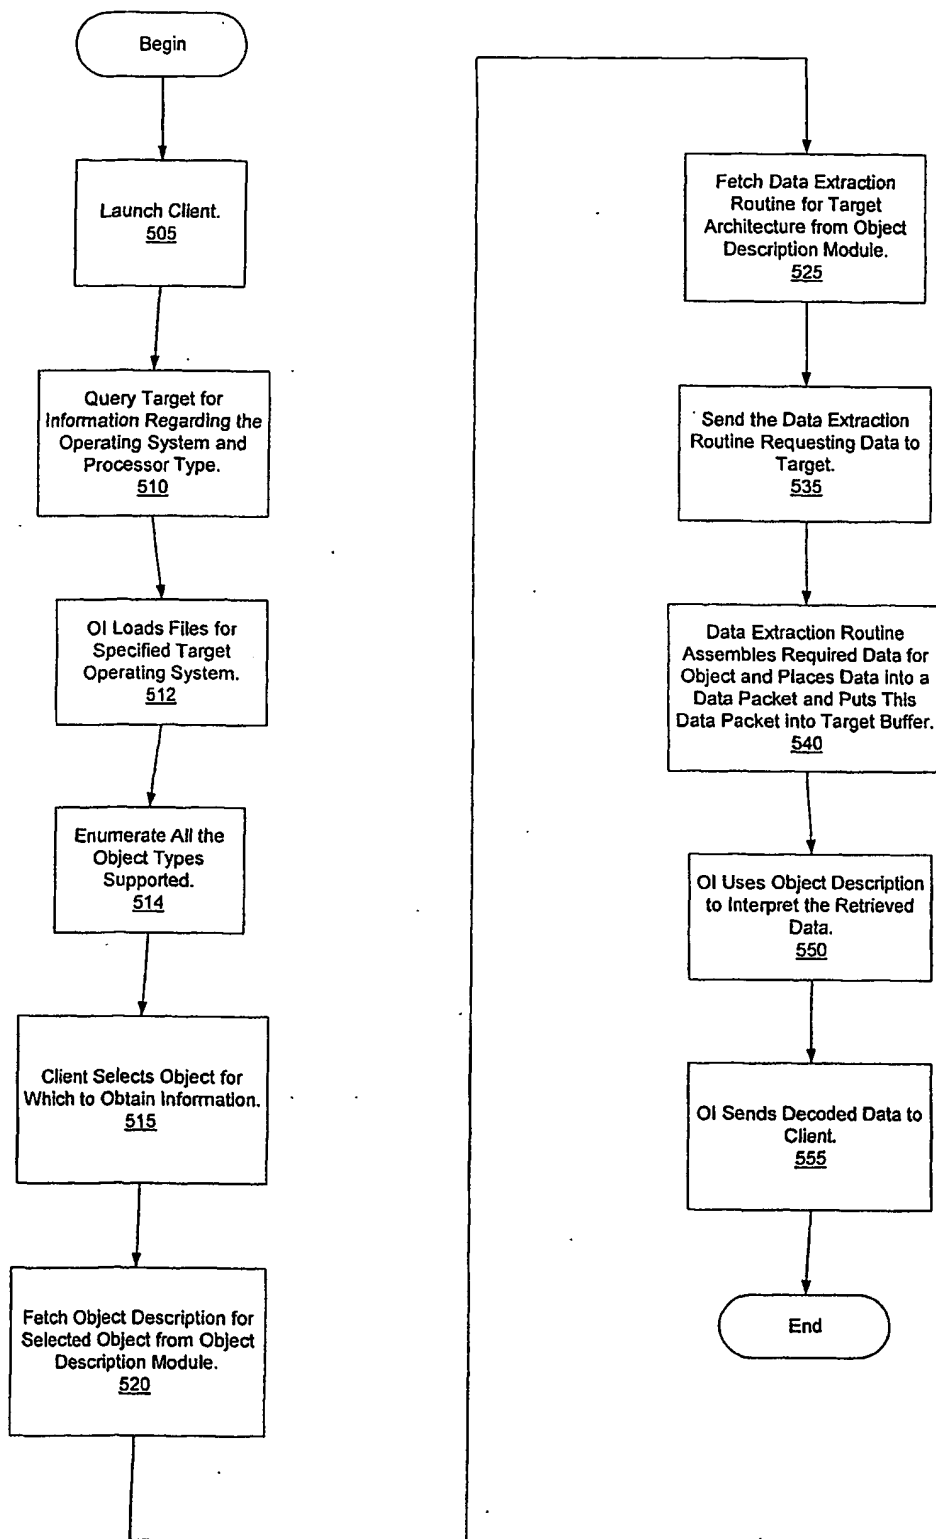 Begin
Launch Client.
505
Query Target for
Information Regarding the
Operating System and
Processor Type.
510
OI Loads Files for
Specified Target
Operating System.
512
Enumerate All the
Object Types
Supported.
514
Client Selects Object for
Which to Obtain Information.
515
Fetch Object Description for
Selected Object from Object
Description Module.
520
Fetch Data Extraction
Routine for Target
Architecture from Object
Description Module.
525
Send the Data Extraction
Routine Requesting Data to
Target.
535
Data Extraction Routine
Assembles Required Data for
Object and Places Data into a
Data Packet and Puts This
Data Packet into Target Buffer.
540
OI Uses Object Description
to Interpret the Retrieved
Data.
550
OI Sends Decoded Data to
Client.
555
End